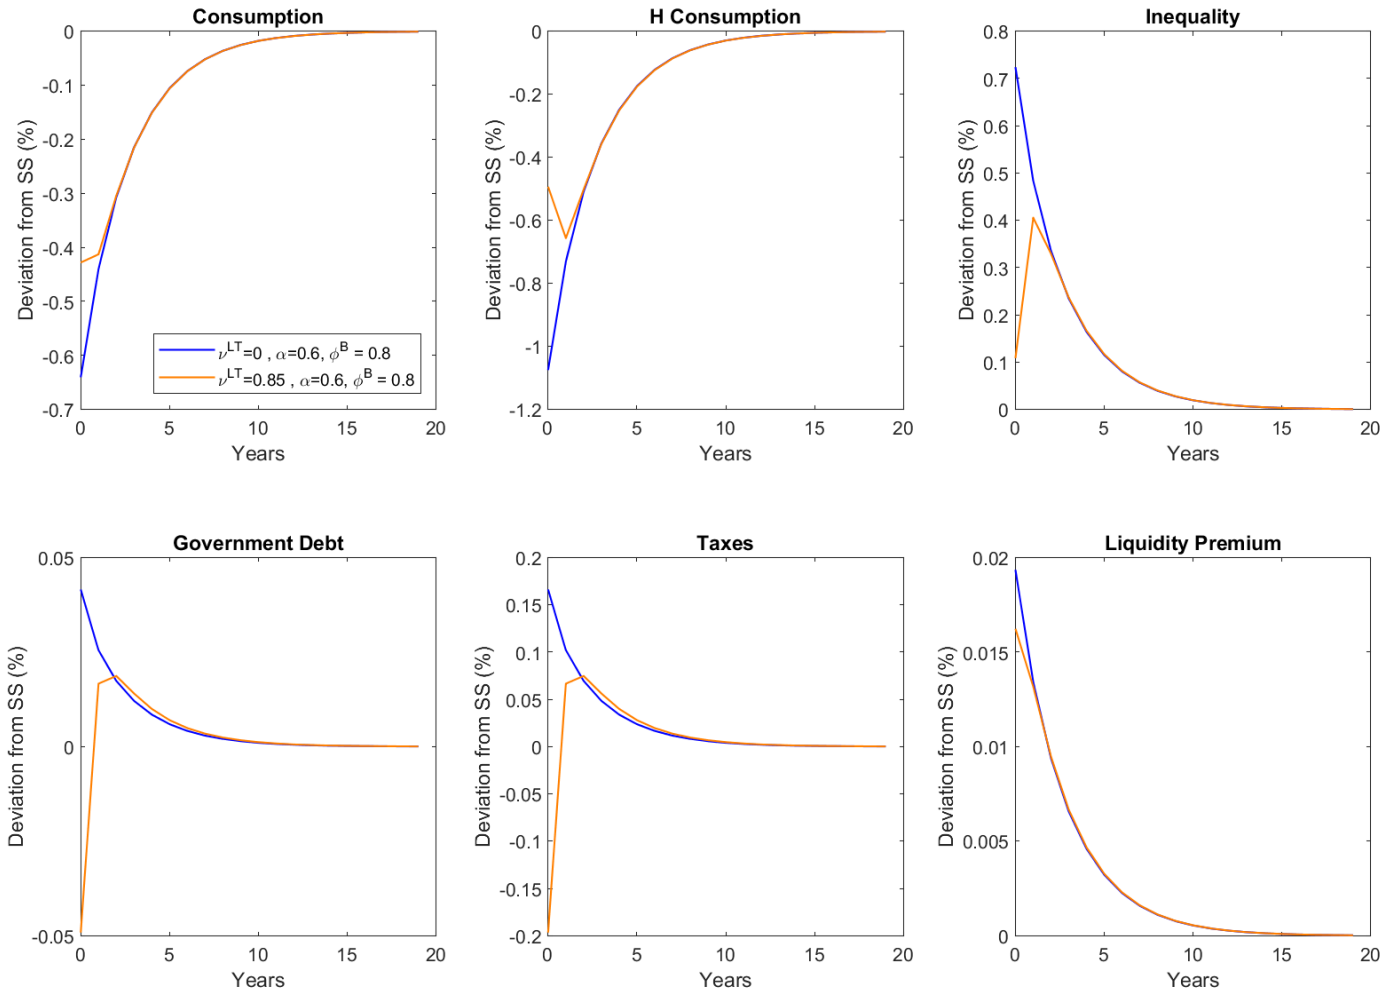 Consumption
0
-0.1
-0.2
-0.3
-0.4
-0.5
-0.6
-0.7
Deviation from SS (%)
0 5 10 15 20
Years
ν^LT=0 , α=0.6, ϕ^B = 0.8
ν^LT=0.85 , α=0.6, ϕ^B = 0.8
H Consumption
0
-0.2
-0.4
-0.6
-0.8
-1
-1.2
Deviation from SS (%)
0 5 10 15 20
Years
Inequality
0.8
0.7
0.6
0.5
0.4
0.3
0.2
0.1
0
Deviation from SS (%)
0 5 10 15 20
Years
Government Debt
0.05
0
-0.05
Deviation from SS (%)
0 5 10 15 20
Years
Taxes
0.2
0.15
0.1
0.05
0
-0.05
-0.1
-0.15
-0.2
Deviation from SS (%)
0 5 10 15 20
Years
Liquidity Premium
0.02
0.015
0.01
0.005
0
Deviation from SS (%)
0 5 10 15 20
Years